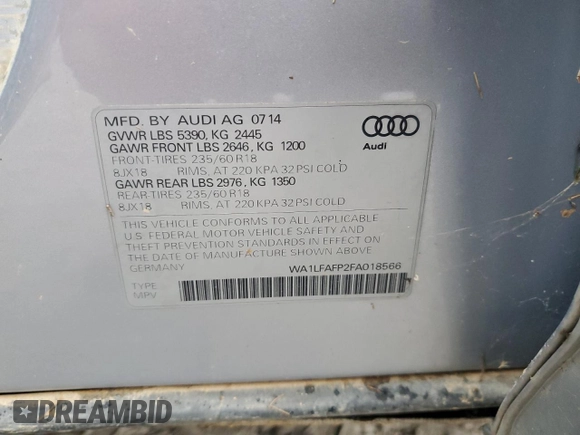 MFD. BY AUDI AG 0714
GVWR LBS 5390, KG 2445
GAWR FRONT LBS 2646, KG 1200
FRONT-TIRES 235/60 R18
8JX18 RIMS, AT 220 KPA 32 PSI COLD
GAWR REAR LBS 2976, KG 1350
REAR-TIRES 235/60 R18
8JX18 RIMS, AT 220 KPA 32 PSI COLD
Audi
THIS VEHICLE CONFORMS TO ALL APPLICABLE
U.S. FEDERAL MOTOR VEHICLE SAFETY AND
THEFT PREVENTION STANDARDS IN EFFECT ON
THE DATE OF MANUFACTURE SHOWN ABOVE.
GERMANY WA1LFAFP2FA018566
TYPE
MPV
DREAMBID